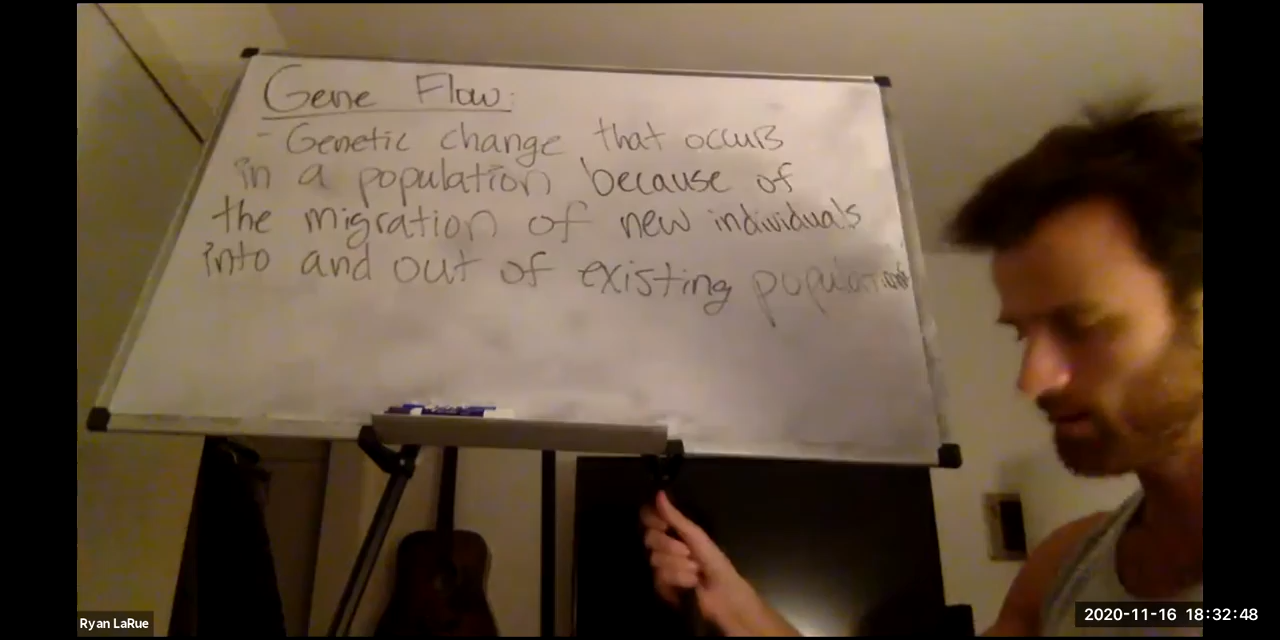 Gene Flow:
- Genetic change that occurs
in a population because of
the migration of new individuals
into and out of existing populations
Ryan LaRue
2020-11-16 18:32:48